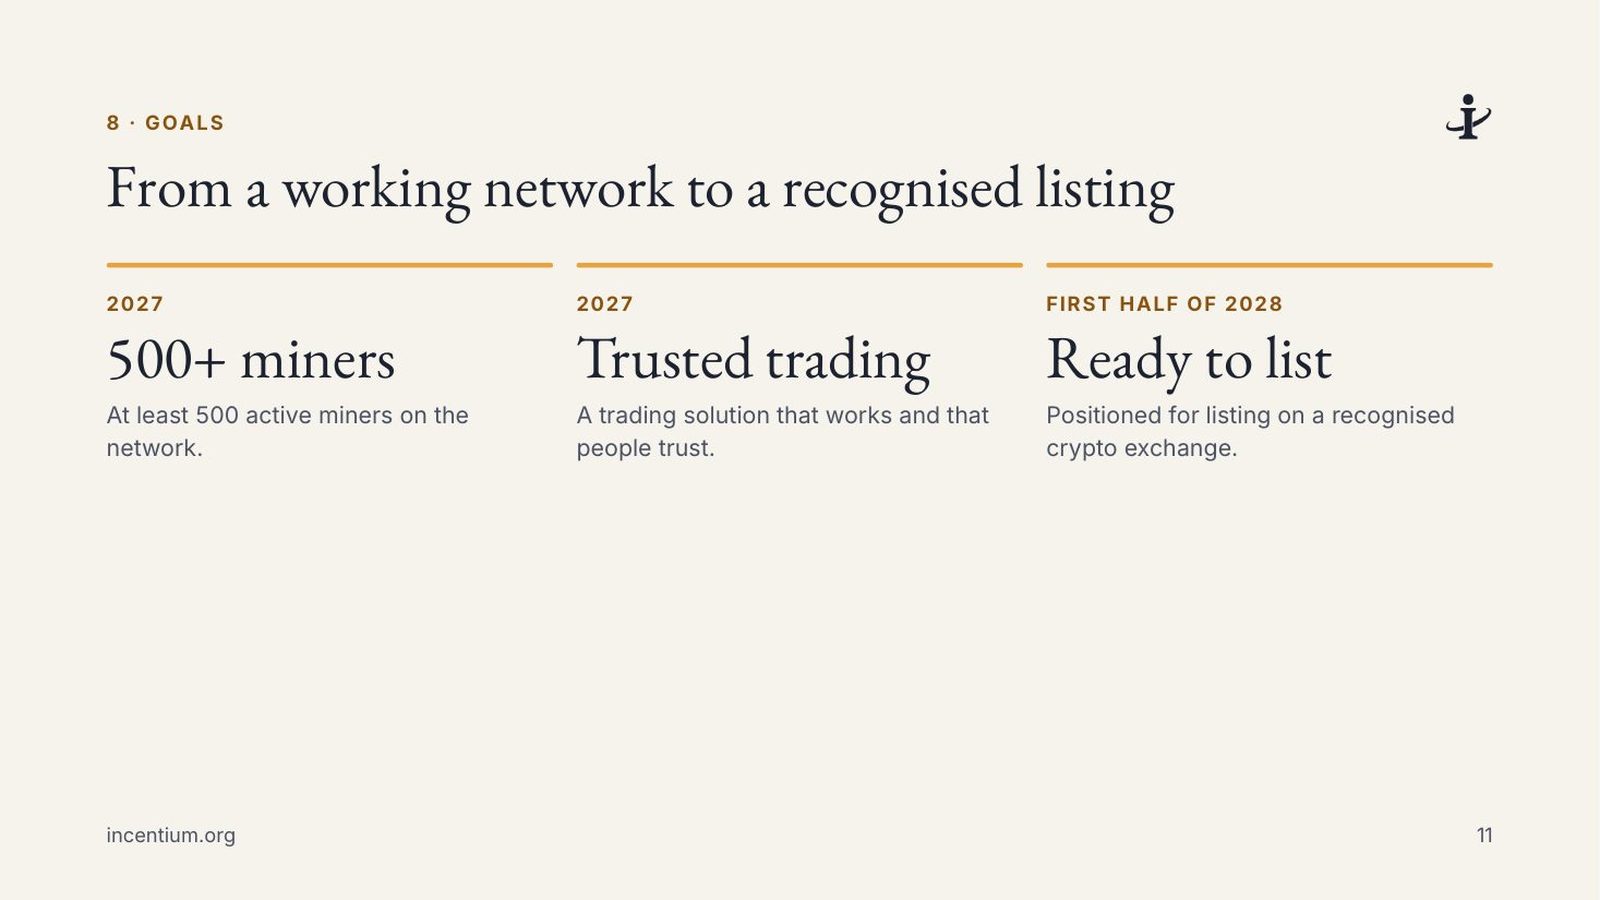 8 · GOALS
From a working network to a recognised listing
2027
500+ miners
At least 500 active miners on the
network.
2027
Trusted trading
A trading solution that works and that
people trust.
FIRST HALF OF 2028
Ready to list
Positioned for listing on a recognised
crypto exchange.
incentium.org
11